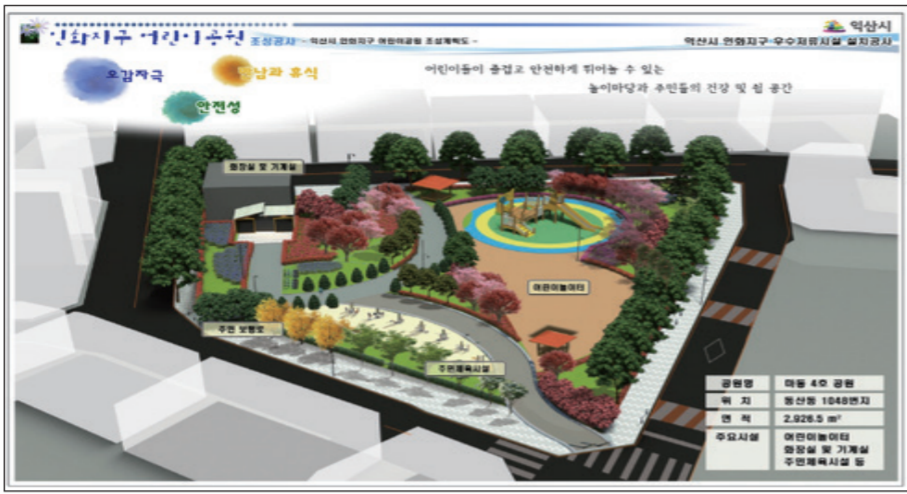 인화지구 어린이공원 조성공사 - 익산시 인화지구 어린이공원 조성계획도 -
익산시
익산시 인화지구 우수저류시설 설치공사
오감자극
만남과 휴식
안전성
어린이들이 즐겁고 안전하게 뛰어놀 수 있는
놀이마당과 주민들의 건강 및 쉼 공간
화장실 및 기계실
어린이놀이터
주변 보행로
주민체육시설
공원명 마동 4호 공원
위 치 동산동 1048번지
면 적 2,926.5 m²
주요시설 어린이놀이터
화장실 및 기계실
주민체육시설 등